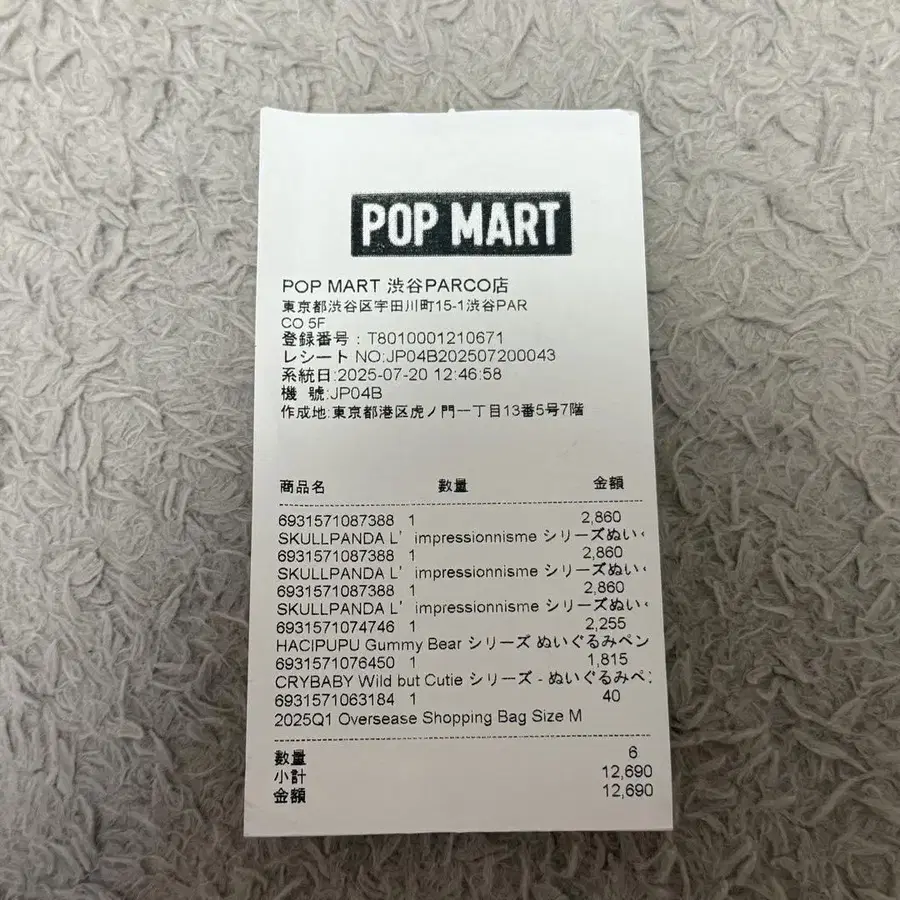 POP MART
POP MART 渋谷PARCO店
東京都渋谷区宇田川町15-1渋谷PAR
CO 5F
登録番号：T8010001210671
レシート NO:JP04B202507200043
系統日:2025-07-20 12:46:58
機 號:JP04B
作成地:東京都港区虎ノ門一丁目13番5号7階
商品名 数量 金額
6931571087388 1 2,860
SKULLPANDA L’ impressionnisme シリーズぬい
6931571087388 1 2,860
SKULLPANDA L’ impressionnisme シリーズぬい
6931571087388 1 2,860
SKULLPANDA L’ impressionnisme シリーズぬい
6931571074746 1 2,255
HACIPUPU Gummy Bear シリーズ ぬいぐるみペン
6931571076450 1 1,815
CRYBABY Wild but Cutie シリーズ - ぬいぐるみペン
6931571063184 1 40
2025Q1 Oversease Shopping Bag Size M
數量 6
小計 12,690
金額 12,690